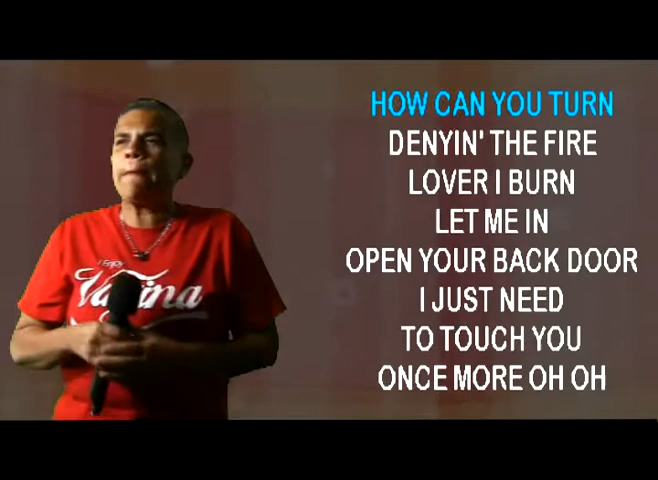 HOW CAN YOU TURN
DENYIN' THE FIRE
LOVER I BURN
LET ME IN
OPEN YOUR BACK DOOR
I JUST NEED
TO TOUCH YOU
ONCE MORE OH OH
I Enjoy